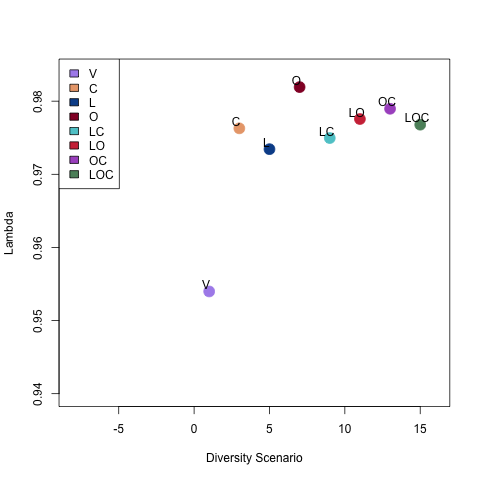 V
C
L
O
LC
LO
OC
LOC
O
OC
LO
LOC
C
LC
L
V
0.98
0.97
0.96
0.95
0.94
Lambda
-5
0
5
10
15
Diversity Scenario